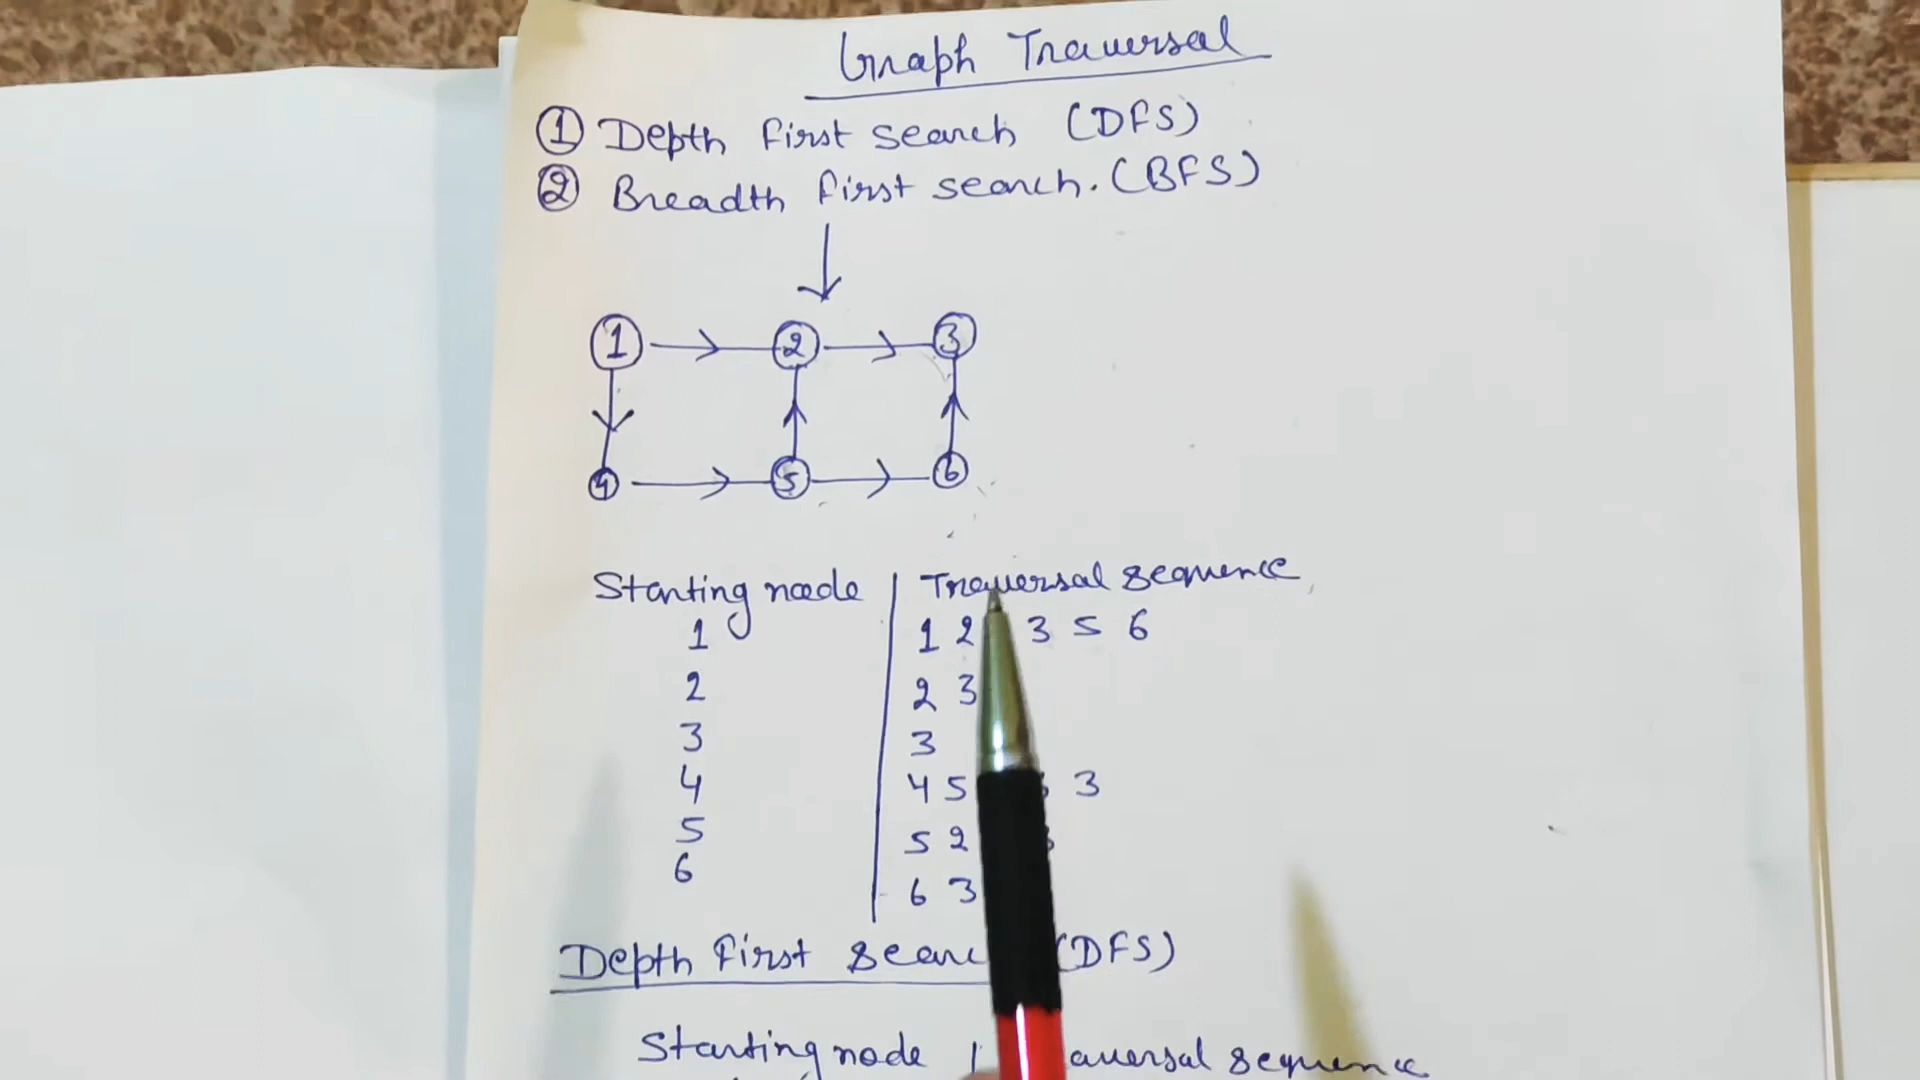 Graph Traversal
① Depth first search (DFS)
② Breadth first search. (BFS)
1 2 3
4 5 6
Starting node | Traversal sequence
1 1 2 3 5 6
2 2 3
3 3
4 4 5 3
5 5 2
6 6 3
Depth first (DFS)
Starting node | sequence